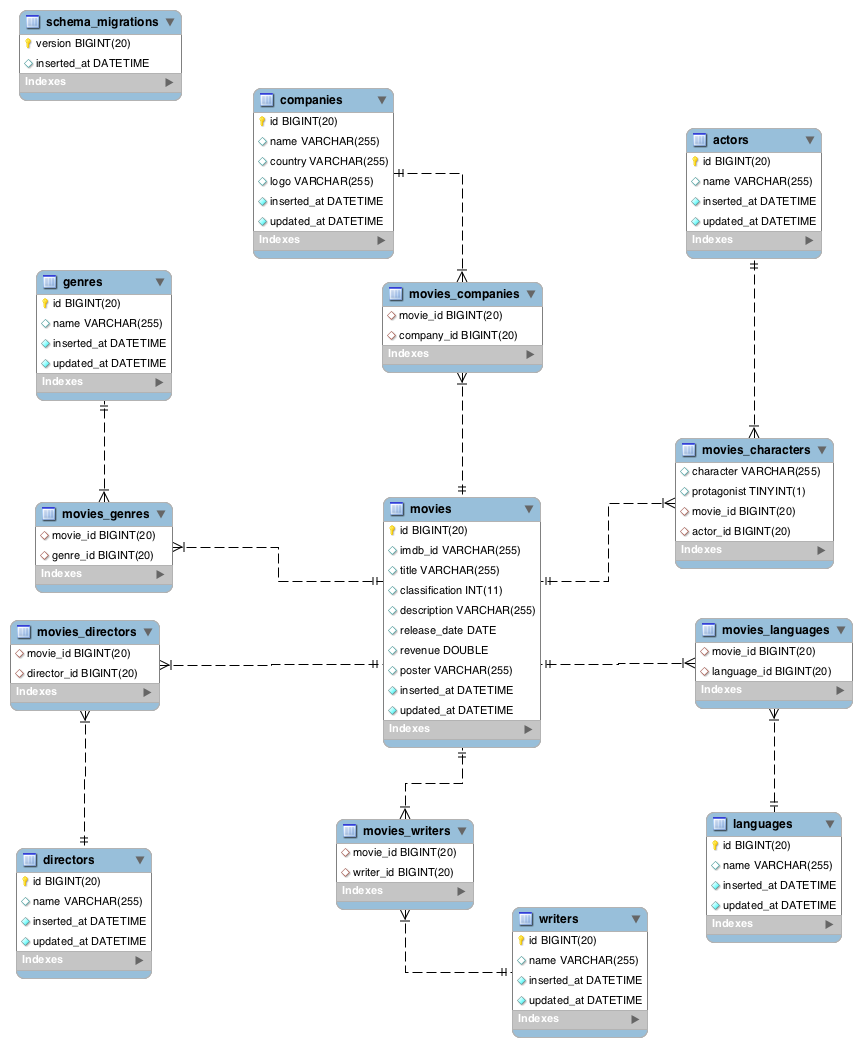 schema_migrations
version BIGINT(20)
inserted_at DATETIME
Indexes
companies
id BIGINT(20)
name VARCHAR(255)
country VARCHAR(255)
logo VARCHAR(255)
inserted_at DATETIME
updated_at DATETIME
Indexes
actors
id BIGINT(20)
name VARCHAR(255)
inserted_at DATETIME
updated_at DATETIME
Indexes
genres
id BIGINT(20)
name VARCHAR(255)
inserted_at DATETIME
updated_at DATETIME
Indexes
movies_companies
movie_id BIGINT(20)
company_id BIGINT(20)
Indexes
movies_characters
character VARCHAR(255)
protagonist TINYINT(1)
movie_id BIGINT(20)
actor_id BIGINT(20)
Indexes
movies_genres
movie_id BIGINT(20)
genre_id BIGINT(20)
Indexes
movies
id BIGINT(20)
imdb_id VARCHAR(255)
title VARCHAR(255)
classification INT(11)
description VARCHAR(255)
release_date DATE
revenue DOUBLE
poster VARCHAR(255)
inserted_at DATETIME
updated_at DATETIME
Indexes
movies_directors
movie_id BIGINT(20)
director_id BIGINT(20)
Indexes
movies_languages
movie_id BIGINT(20)
language_id BIGINT(20)
Indexes
directors
id BIGINT(20)
name VARCHAR(255)
inserted_at DATETIME
updated_at DATETIME
Indexes
movies_writers
movie_id BIGINT(20)
writer_id BIGINT(20)
Indexes
languages
id BIGINT(20)
name VARCHAR(255)
inserted_at DATETIME
updated_at DATETIME
Indexes
writers
id BIGINT(20)
name VARCHAR(255)
inserted_at DATETIME
updated_at DATETIME
Indexes